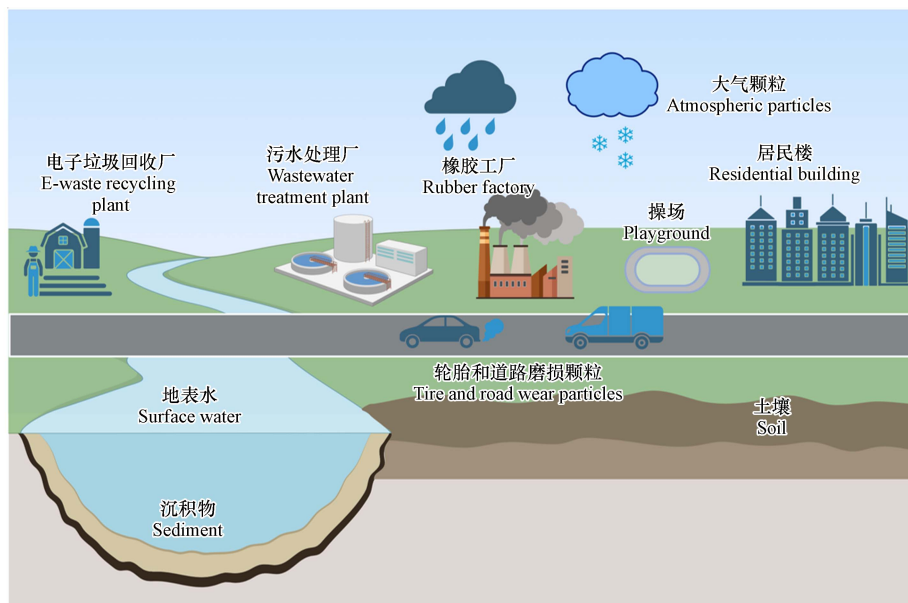 大气颗粒
Atmospheric particles
电子垃圾回收厂
E-waste recycling
plant
污水处理厂
Wastewater
treatment plant
橡胶工厂
Rubber factory
居民楼
Residential building
操场
Playground
轮胎和道路磨损颗粒
Tire and road wear particles
地表水
Surface water
土壤
Soil
沉积物
Sediment